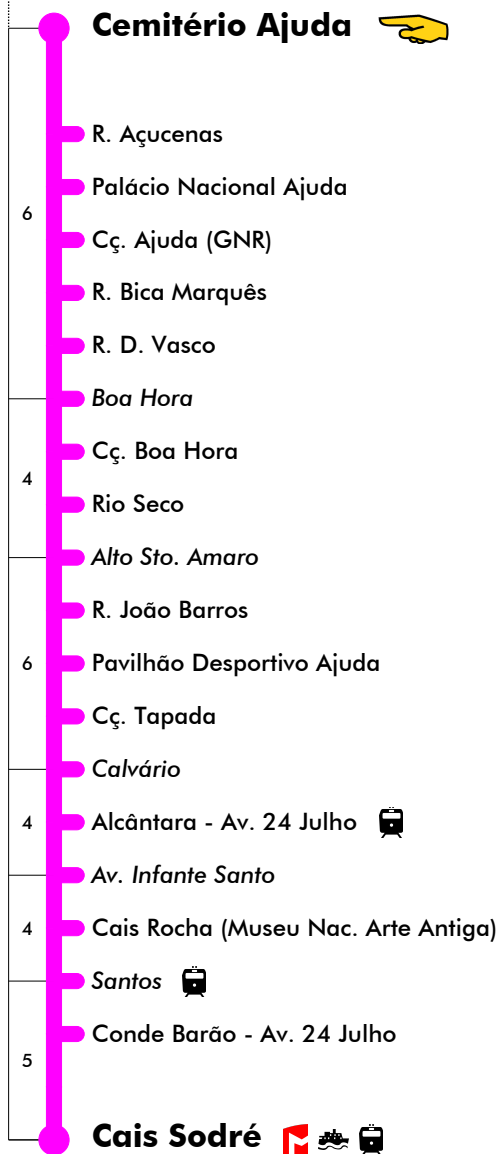 Cemitério Ajuda
R. Açucenas
Palácio Nacional Ajuda
6
Cç. Ajuda (GNR)
R. Bica Marquês
R. D. Vasco
Boa Hora
Cç. Boa Hora
4
Rio Seco
Alto Sto. Amaro
R. João Barros
6
Pavilhão Desportivo Ajuda
Cç. Tapada
Calvário
4
Alcântara - Av. 24 Julho
Av. Infante Santo
4
Cais Rocha (Museu Nac. Arte Antiga)
Santos
Conde Barão - Av. 24 Julho
5
Cais Sodré